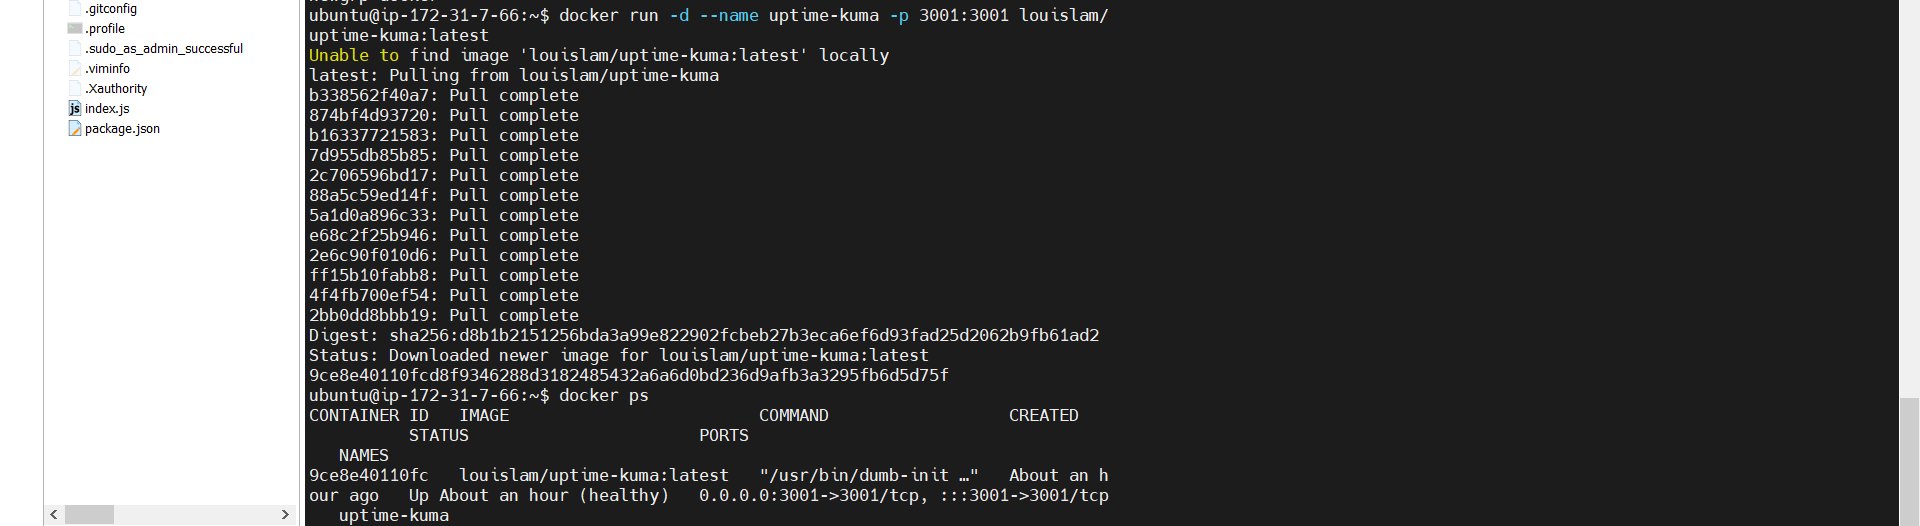 .gitconfig
.profile
.sudo_as_admin_successful
.viminfo
.Xauthority
index.js
package.json
ubuntu@ip-172-31-7-66:~$ docker run -d --name uptime-kuma -p 3001:3001 louislam/
uptime-kuma:latest
Unable to find image 'louislam/uptime-kuma:latest' locally
latest: Pulling from louislam/uptime-kuma
b338562f40a7: Pull complete
874bf4d93720: Pull complete
b16337721583: Pull complete
7d955db85b85: Pull complete
2c706596bd17: Pull complete
88a5c59ed14f: Pull complete
5a1d0a896c33: Pull complete
e68c2f25b946: Pull complete
2e6c90f010d6: Pull complete
ff15b10fabb8: Pull complete
4f4fb700ef54: Pull complete
2bb0dd8bbb19: Pull complete
Digest: sha256:d8b1b2151256bda3a99e822902fcbeb27b3eca6ef6d93fad25d2062b9fb61ad2
Status: Downloaded newer image for louislam/uptime-kuma:latest
9ce8e40110fcd8f9346288d3182485432a6a6d0bd236d9afb3a3295fb6d5d75f
ubuntu@ip-172-31-7-66:~$ docker ps
CONTAINER ID   IMAGE                         COMMAND                  CREATED
          STATUS                       PORTS
   NAMES
9ce8e40110fc   louislam/uptime-kuma:latest   "/usr/bin/dumb-init …"   About an h
our ago   Up About an hour (healthy)   0.0.0.0:3001->3001/tcp, :::3001->3001/tcp
   uptime-kuma